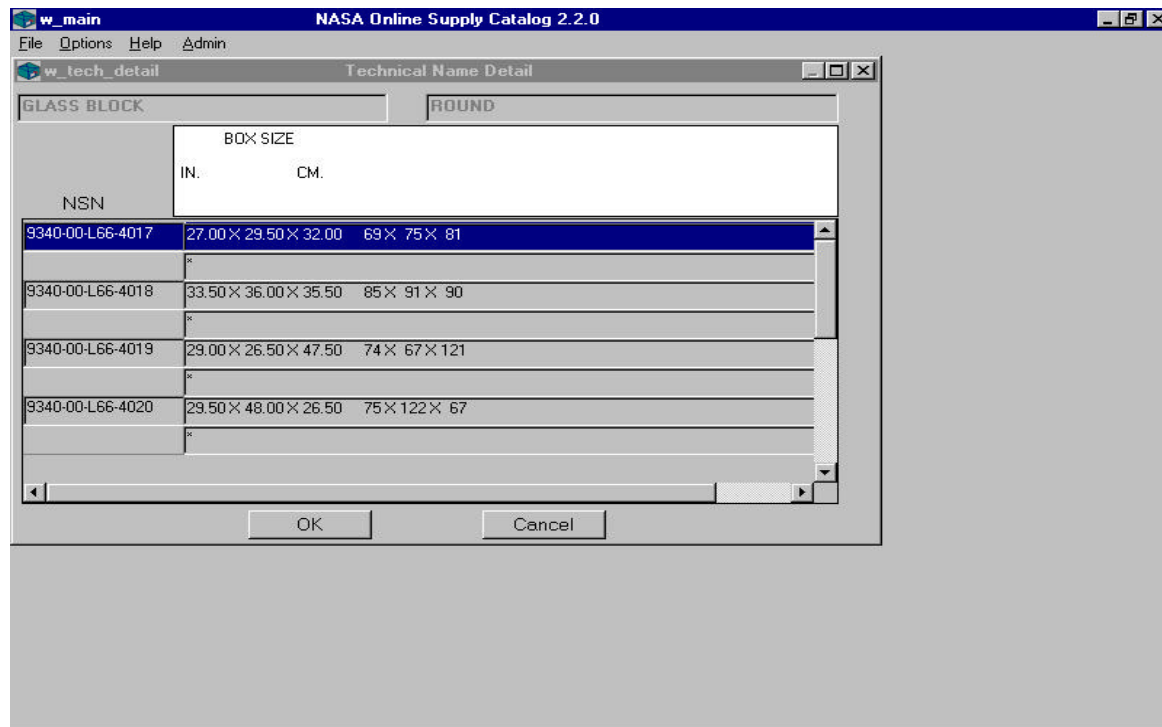 w_main NASA Online Supply Catalog 2.2.0
File Options Help Admin
w_tech_detail Technical Name Detail
GLASS BLOCK ROUND
BOX SIZE
IN. CM.
NSN
9340-00-L66-4017 27.00 X 29.50 X 32.00 69 X 75 X 81
*
9340-00-L66-4018 33.50 X 36.00 X 35.50 85 X 91 X 90
*
9340-00-L66-4019 29.00 X 26.50 X 47.50 74 X 67 X 121
*
9340-00-L66-4020 29.50 X 48.00 X 26.50 75 X 122 X 67
*
OK Cancel